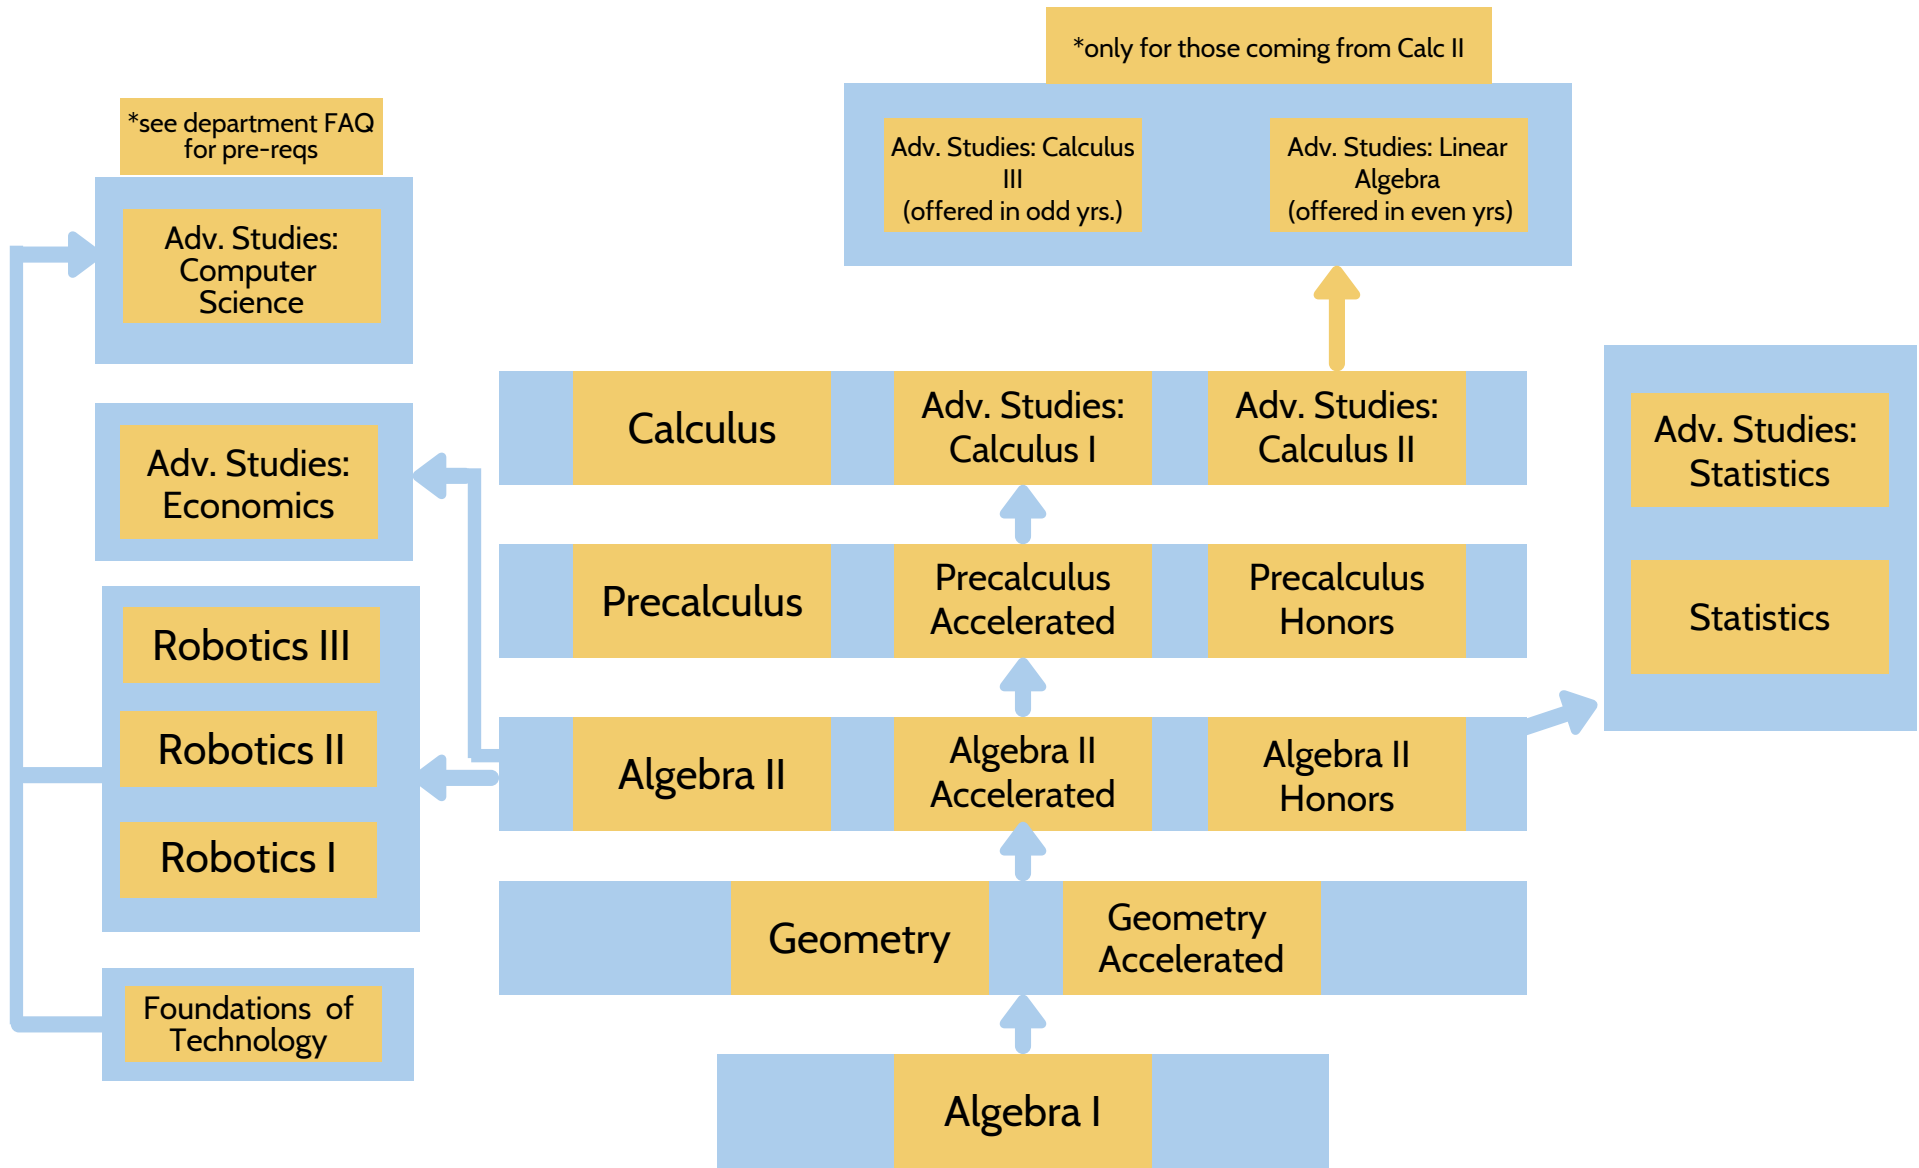 *only for those coming from Calc II
Adv. Studies: Calculus
III
(offered in odd yrs.)
Adv. Studies: Linear
Algebra
(offered in even yrs)
*see department FAQ
for pre-reqs
Adv. Studies:
Computer
Science
Adv. Studies:
Economics
Robotics III
Robotics II
Robotics I
Foundations of
Technology
Calculus
Adv. Studies:
Calculus I
Adv. Studies:
Calculus II
Precalculus
Precalculus
Accelerated
Precalculus
Honors
Algebra II
Algebra II
Accelerated
Algebra II
Honors
Geometry
Geometry
Accelerated
Algebra I
Adv. Studies:
Statistics
Statistics